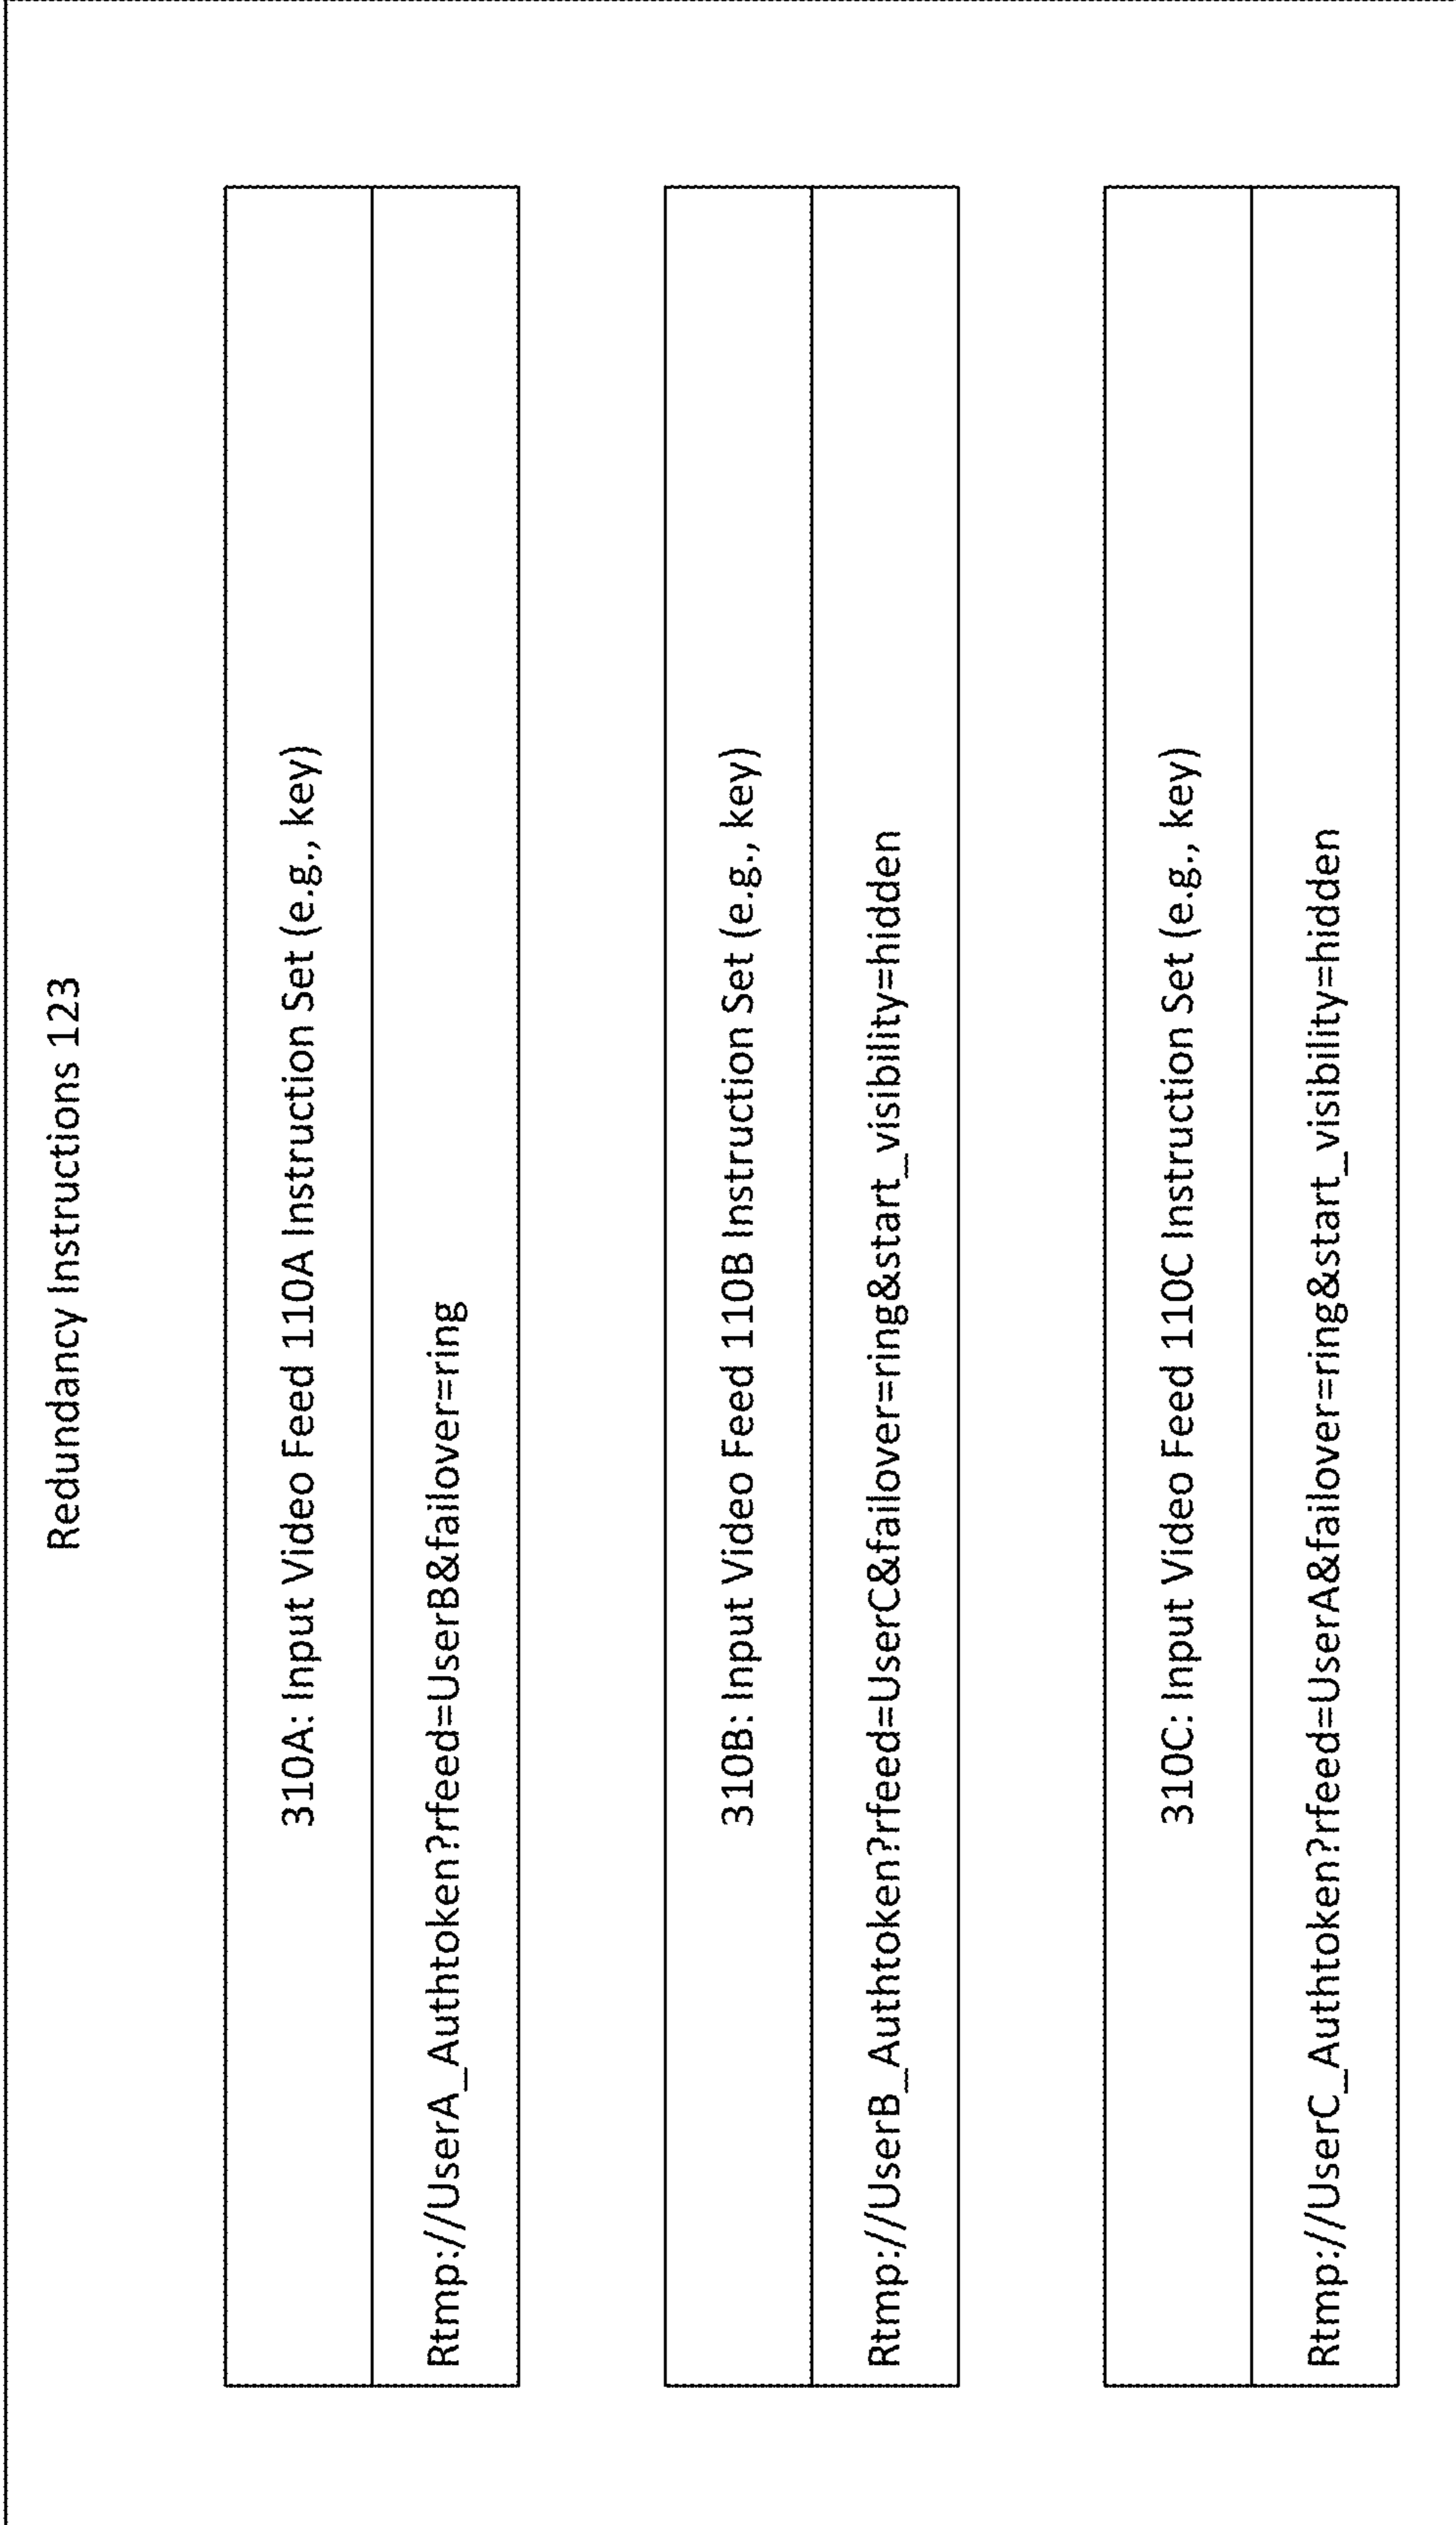 Redundancy Instructions 123
310A: Input Video Feed 110A Instruction Set (e.g., key)
Rtmp://UserA_Authtoken?rfeed=UserB&failover=ring
310B: Input Video Feed 110B Instruction Set (e.g., key)
Rtmp://UserB_Authtoken?rfeed=UserC&failover=ring&start_visibility=hidden
310C: Input Video Feed 110C Instruction Set (e.g., key)
Rtmp://UserC_Authtoken?rfeed=UserA&failover=ring&start_visibility=hidden